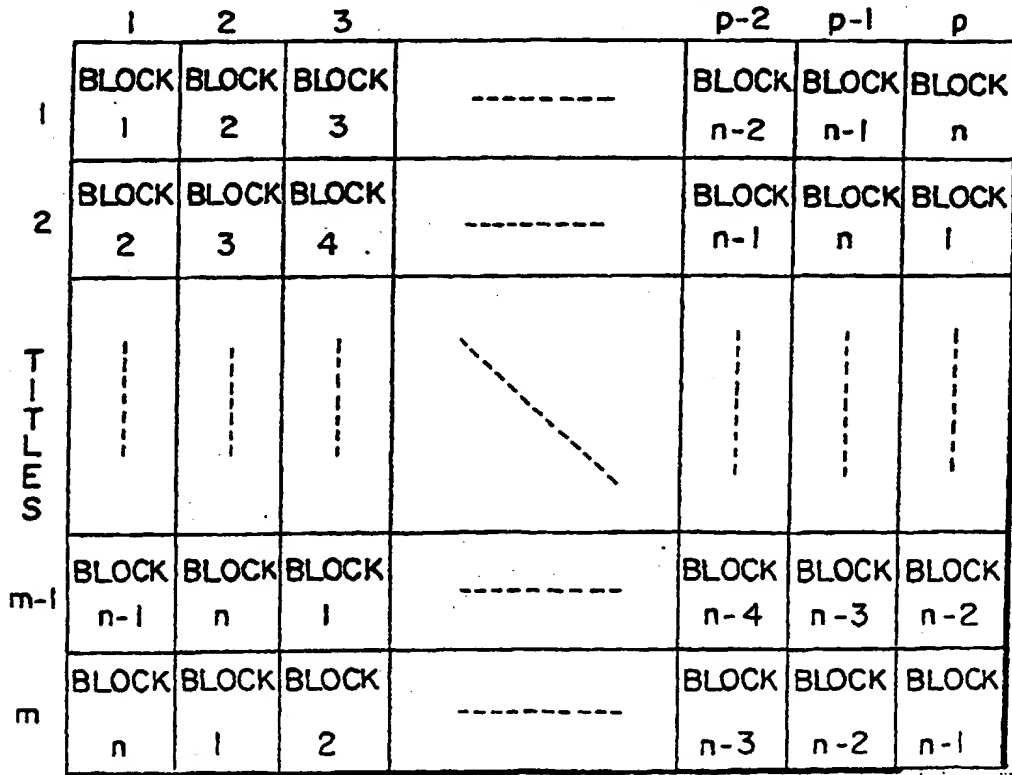 1 2 3 p-2 p-1 p
BLOCK BLOCK BLOCK BLOCK BLOCK BLOCK
1
1 2 3 n-2 n-1 n
BLOCK BLOCK BLOCK BLOCK BLOCK BLOCK
2
2 3 4 n-1 n 1
TITLES
BLOCK BLOCK BLOCK BLOCK BLOCK BLOCK
m-1
n-1 n 1 n-4 n-3 n-2
BLOCK BLOCK BLOCK BLOCK BLOCK BLOCK
m
n 1 2 n-3 n-2 n-1